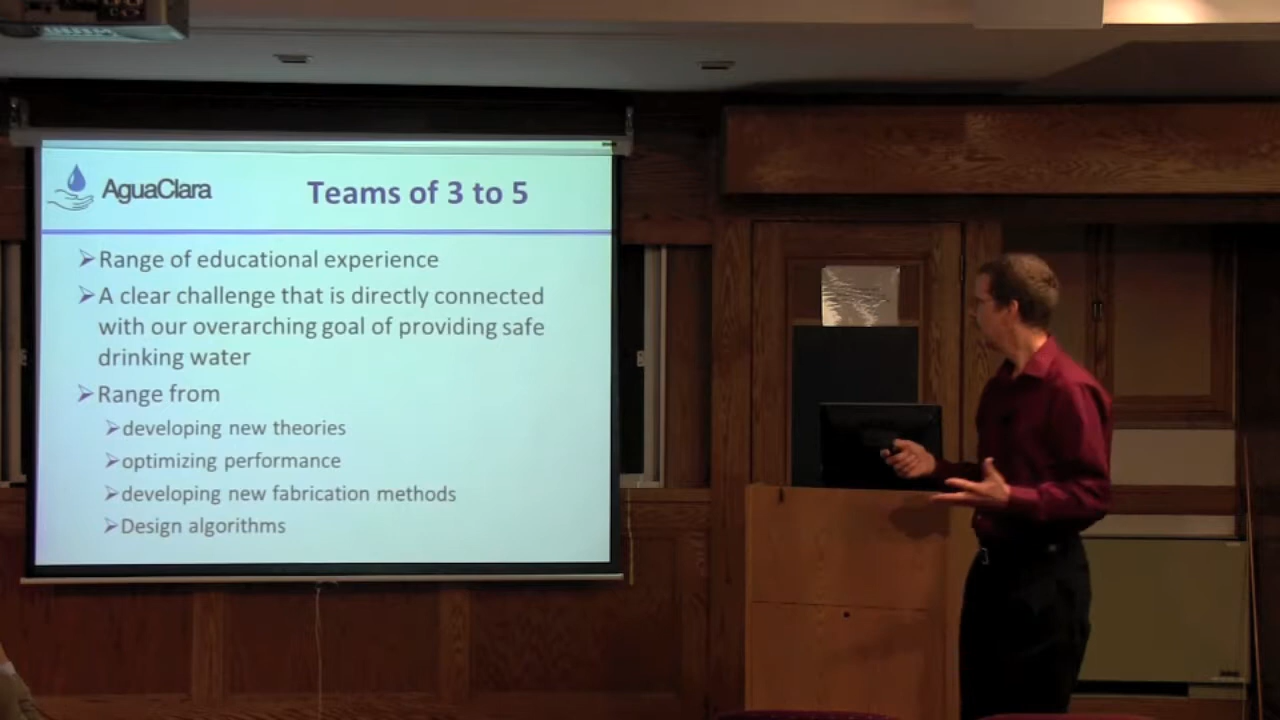 AguaClara
Teams of 3 to 5
Range of educational experience
A clear challenge that is directly connected
with our overarching goal of providing safe
drinking water
Range from
developing new theories
optimizing performance
developing new fabrication methods
Design algorithms